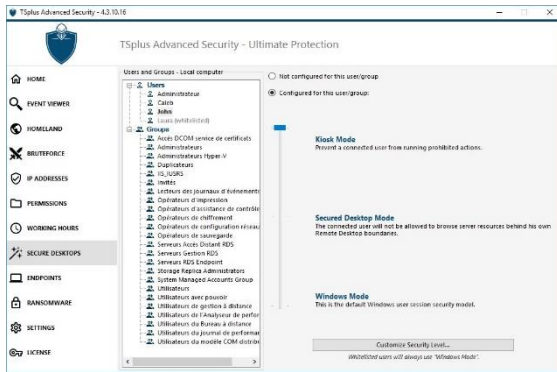 TSplus Advanced Security - 4.3.10.16
TSplus Advanced Security - Ultimate Protection
HOME
EVENT VIEWER
HOMELAND
BRUTEFORCE
IP ADDRESSES
PERMISSIONS
WORKING HOURS
SECURE DESKTOPS
ENDPOINTS
RANSOMWARE
SETTINGS
LICENSE
Users and Groups - Local computer
Users
Administrateur
Caleb
John
Laura (whitelisted)
Groups
Accès DCOM service de certificats
Administrateurs
Administrateurs Hyper-V
Duplicateurs
IIS_IUSRS
Invités
Lecteurs des journaux d'événements
Opérateurs d'impression
Opérateurs d'assistance de contrôle
Opérateurs de chiffrement
Opérateurs de configuration réseau
Opérateurs de sauvegarde
Serveurs Accès Distant RDS
Serveurs Gestion RDS
Serveurs RDS Endpoint
Storage Replica Administrators
System Managed Accounts Group
Utilisateurs
Utilisateurs avec pouvoir
Utilisateurs de gestion à distance
Utilisateurs de l'Analyseur de perfor
Utilisateurs du Bureau à distance
Utilisateurs du journal de performan
Utilisateurs du modèle COM distribu
Not configured for this user/group
Configured for this user/group:
Kiosk Mode
Prevent a connected user from running prohibited actions.
Secured Desktop Mode
The connected user will not be allowed to browse server resources behind his own
Remote Desktop boundaries.
Windows Mode
This is the default Windows user session security model.
Customize Security Level...
Whitelisted users will always use "Windows Mode".